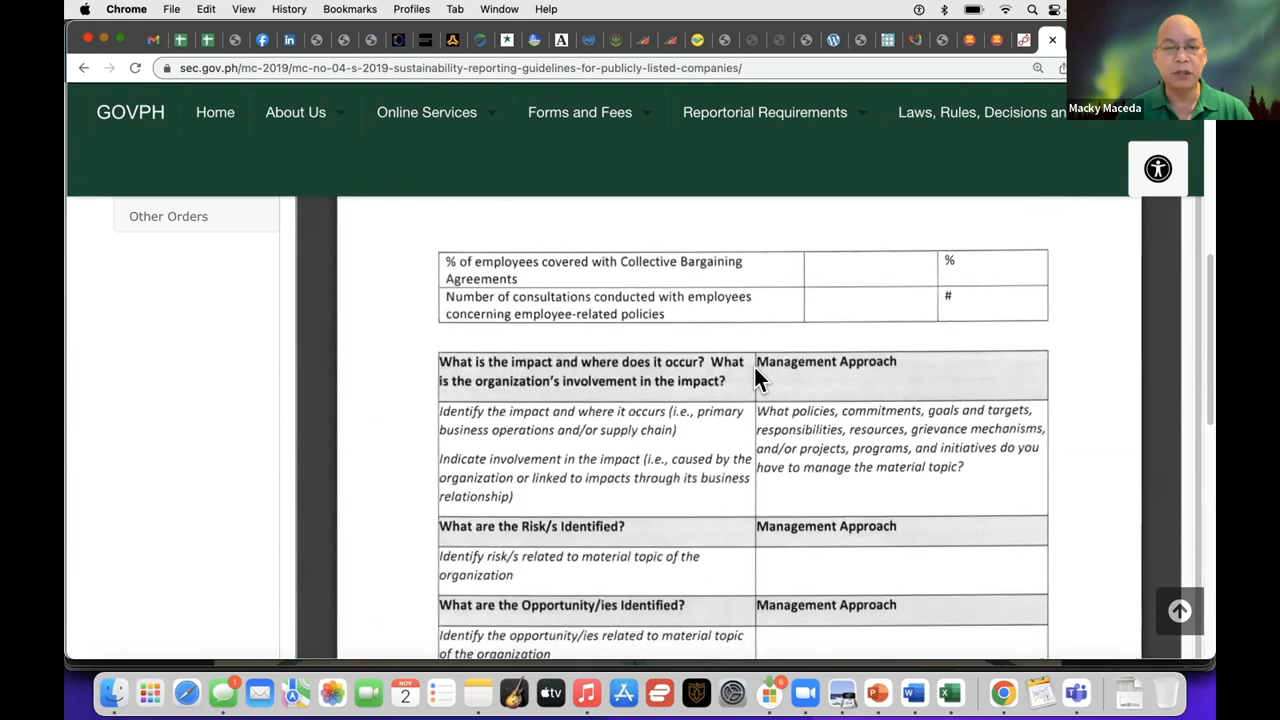 Chrome File Edit View History Bookmarks Profiles Tab Window Help
sec.gov.ph/mc-2019/mc-no-04-s-2019-sustainability-reporting-guidelines-for-publicly-listed-companies/
Macky Maceda
GOVPH Home About Us Online Services Forms and Fees Reportorial Requirements Laws, Rules, Decisions an
Other Orders
% of employees covered with Collective Bargaining %
Agreements
Number of consultations conducted with employees #
concerning employee-related policies
What is the impact and where does it occur? What Management Approach
is the organization's involvement in the impact?
Identify the impact and where it occurs (i.e., primary
business operations and/or supply chain)
Indicate involvement in the impact (i.e., caused by the
organization or linked to impacts through its business
relationship)
What policies, commitments, goals and targets,
responsibilities, resources, grievance mechanisms,
and/or projects, programs, and initiatives do you
have to manage the material topic?
What are the Risk/s Identified? Management Approach
Identify risk/s related to material topic of the
organization
What are the Opportunity/ies Identified? Management Approach
Identify the opportunity/ies related to material topic
of the organization
1
NOV
2
tv
6